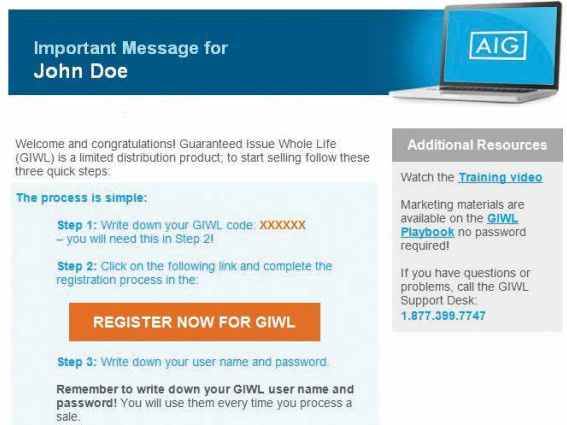 Important Message for
John Doe
AIG
Welcome and congratulations! Guaranteed Issue Whole Life
(GIWL) is a limited distribution product; to start selling follow these
three quick steps:
The process is simple:
Step 1: Write down your GIWL code: XXXXXX
– you will need this in Step 2!
Step 2: Click on the following link and complete the
registration process in the:
REGISTER NOW FOR GIWL
Step 3: Write down your user name and password.
Remember to write down your GIWL user name and
password! You will use them every time you process a
sale.
Additional Resources
Watch the Training video
Marketing materials are
available on the GIWL
Playbook no password
required!
If you have questions or
problems, call the GIWL
Support Desk:
1.877.399.7747